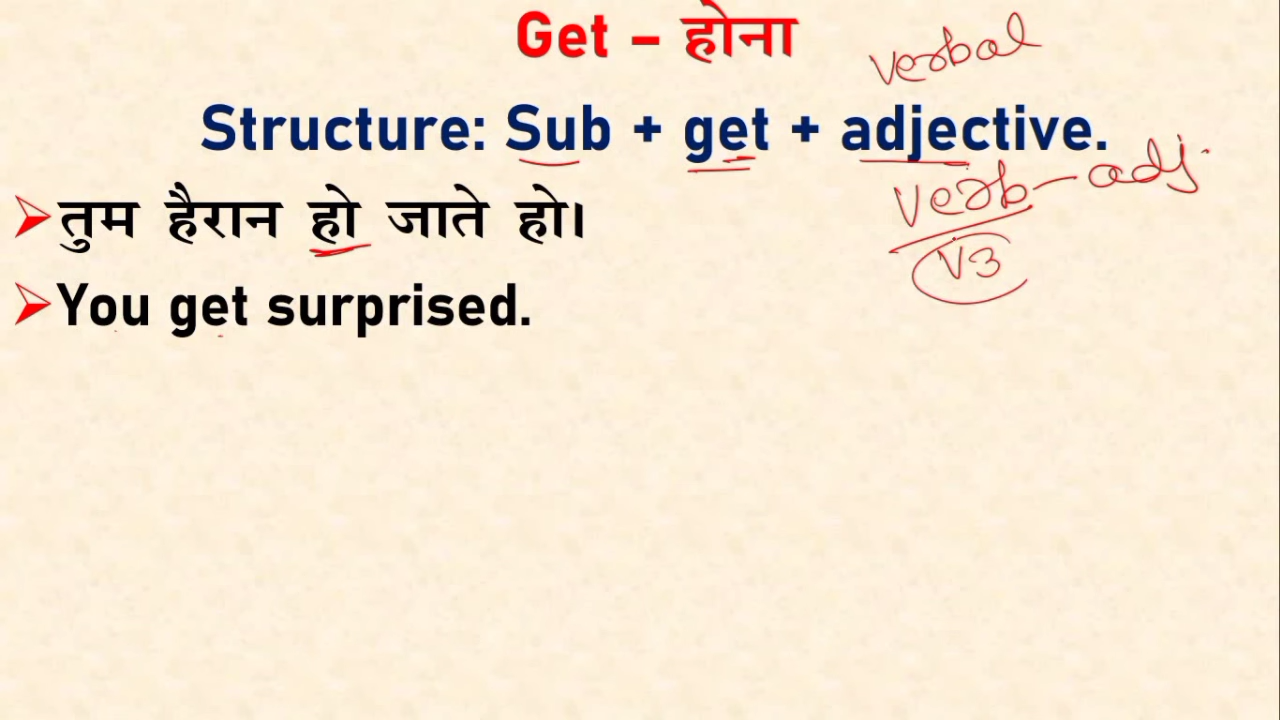 Get – होना
verbal
Structure: Sub + get + adjective.
verb-adj.
V3
तुम हैरान हो जाते हो।
You get surprised.